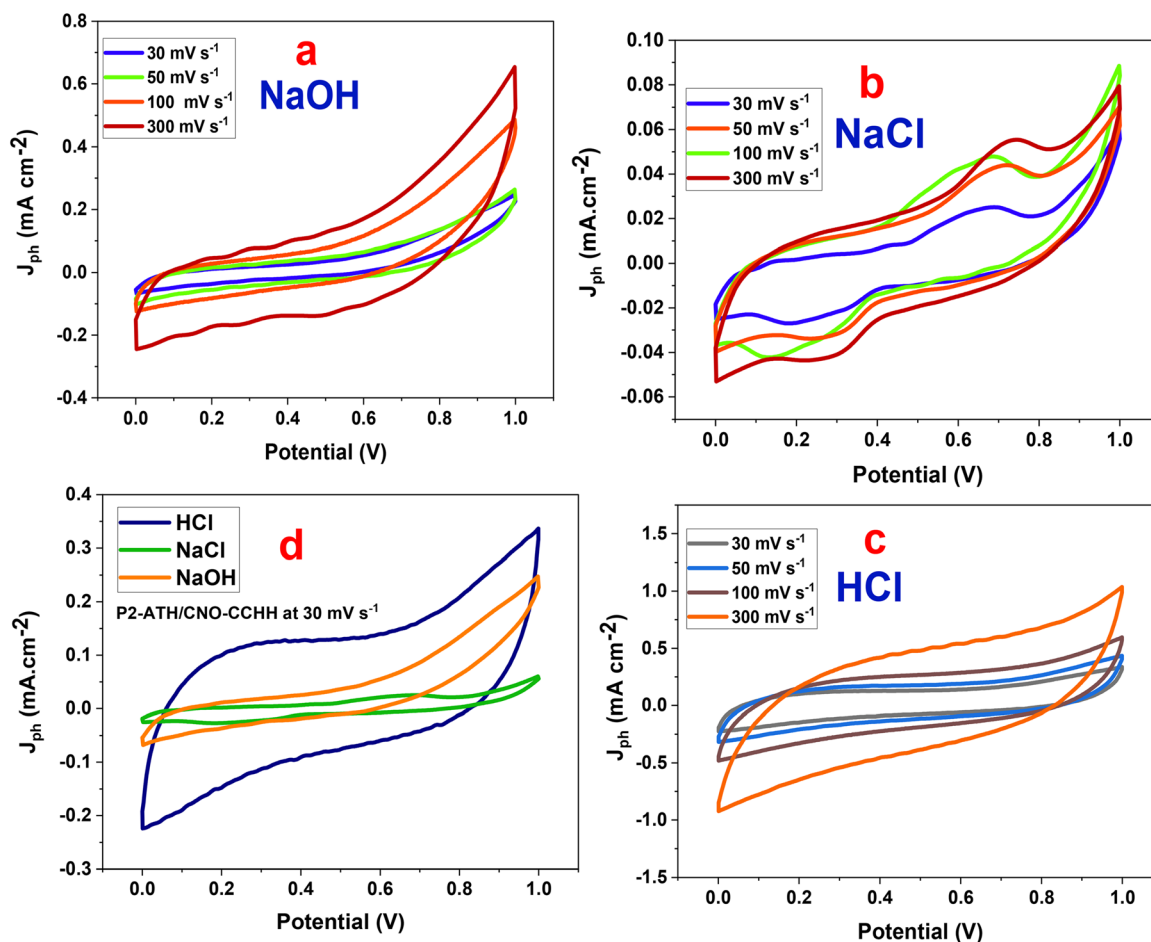 a
NaOH
30 mV s⁻¹
50 mV s⁻¹
100 mV s⁻¹
300 mV s⁻¹
Jph (mA cm⁻²)
0.8
0.6
0.4
0.2
0.0
-0.2
-0.4
0.0 0.2 0.4 0.6 0.8 1.0
Potential (V)
b
NaCl
30 mV s⁻¹
50 mV s⁻¹
100 mV s⁻¹
300 mV s⁻¹
Jph (mA.cm⁻²)
0.10
0.08
0.06
0.04
0.02
0.00
-0.02
-0.04
-0.06
0.0 0.2 0.4 0.6 0.8 1.0
Potential (V)
d
HCl
NaCl
NaOH
P2-ATH/CNO-CCHH at 30 mV s⁻¹
Jph (mA.cm⁻²)
0.4
0.3
0.2
0.1
0.0
-0.1
-0.2
-0.3
0.0 0.2 0.4 0.6 0.8 1.0
Potential (V)
c
HCl
30 mV s⁻¹
50 mV s⁻¹
100 mV s⁻¹
300 mV s⁻¹
Jph (mA cm⁻²)
1.5
1.0
0.5
0.0
-0.5
-1.0
-1.5
0.0 0.2 0.4 0.6 0.8 1.0
Potential (V)